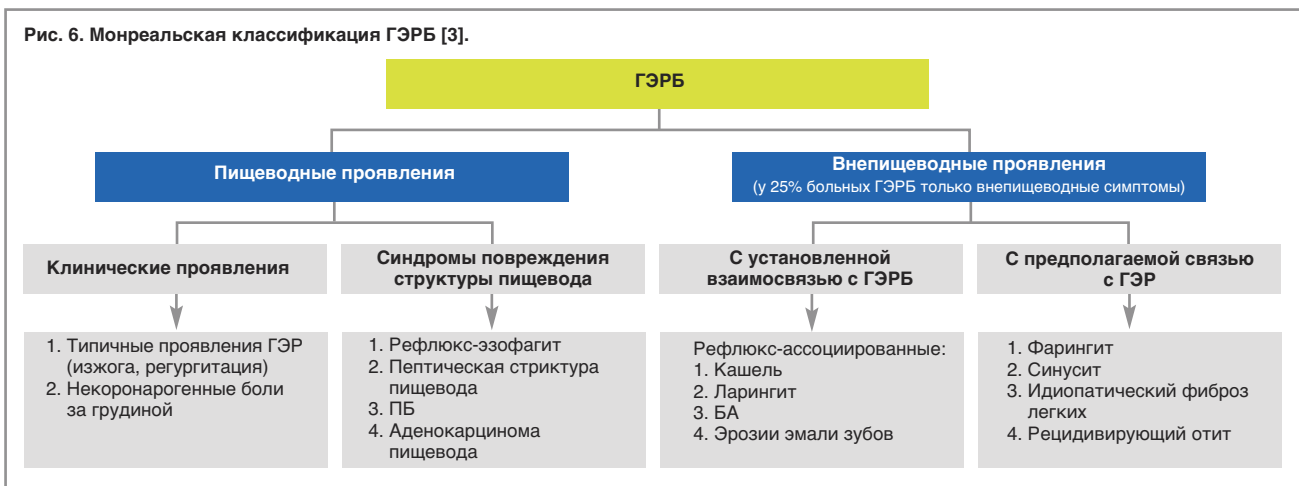 Рис. 6. Монреальская классификация ГЭРБ [3].
ГЭРБ
Пищеводные проявления
Внепищеводные проявления
(у 25% больных ГЭРБ только внепищеводные симптомы)
Клинические проявления
Синдромы повреждения
структуры пищевода
С установленной
взаимосвязью с ГЭРБ
С предполагаемой связью
с ГЭР
1. Типичные проявления ГЭР
(изжога, регургитация)
2. Некоронарогенные боли
за грудиной
1. Рефлюкс-эзофагит
2. Пептическая стриктура
пищевода
3. ПБ
4. Аденокарцинома
пищевода
Рефлюкс-ассоциированные:
1. Кашель
2. Ларингит
3. БА
4. Эрозии эмали зубов
1. Фарингит
2. Синусит
3. Идиопатический фиброз
легких
4. Рецидивирующий отит